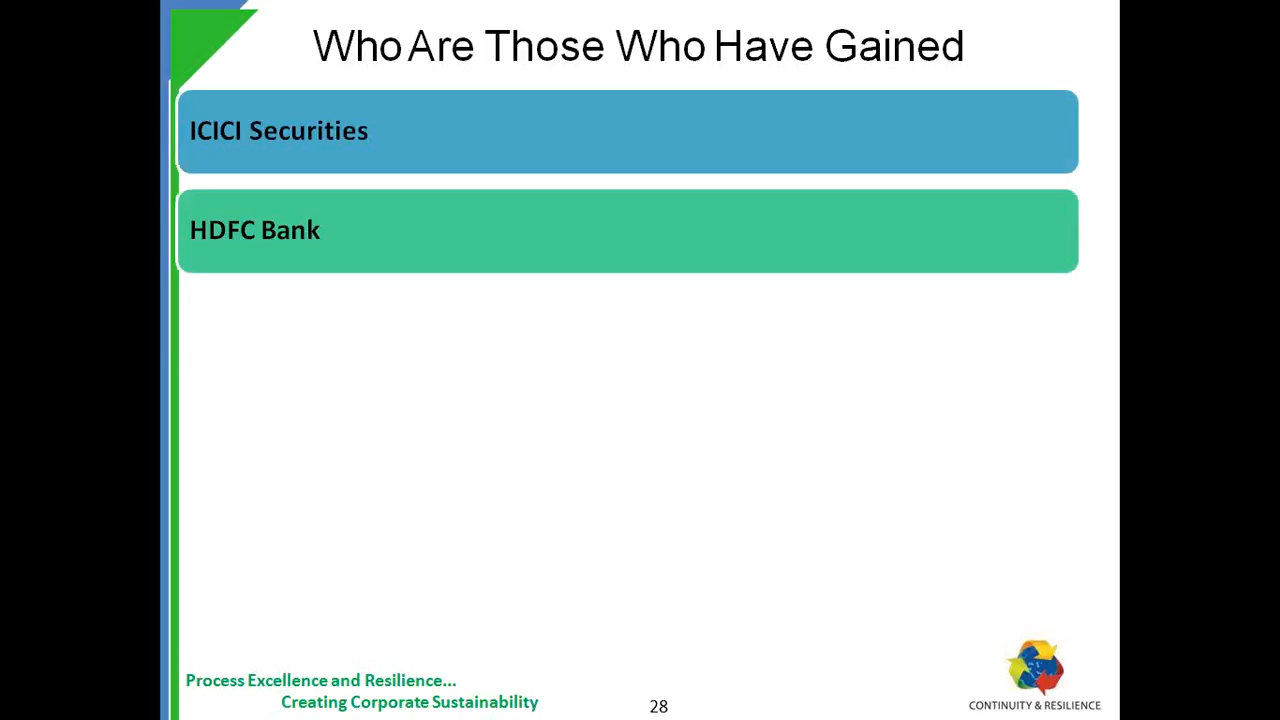 Who Are Those Who Have Gained
ICICI Securities
HDFC Bank
Process Excellence and Resilience...
Creating Corporate Sustainability
28
CONTINUITY & RESILIENCE